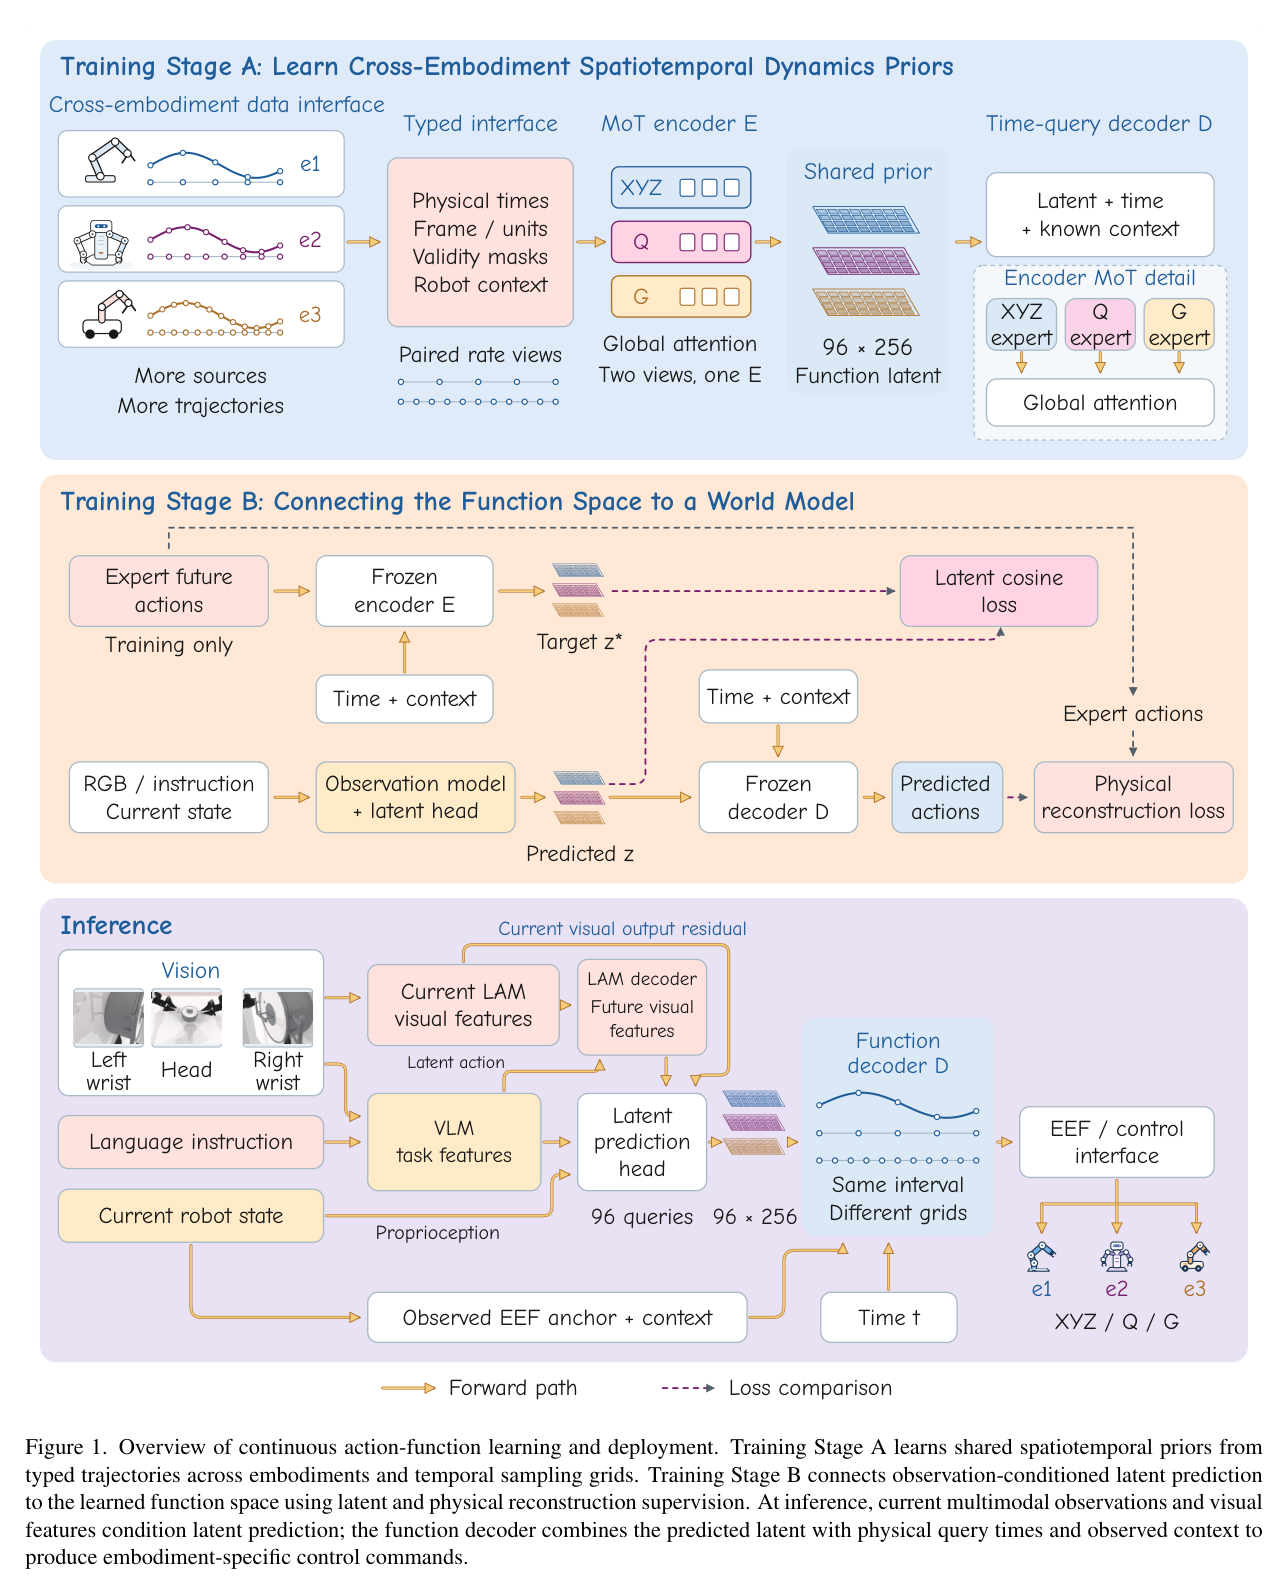 Training Stage A: Learn Cross-Embodiment Spatiotemporal Dynamics Priors
Cross-embodiment data interface
e1
e2
e3
More sources
More trajectories
Typed interface
Physical times
Frame / units
Validity masks
Robot context
Paired rate views
MoT encoder E
XYZ
Q
G
Global attention
Two views, one E
Shared prior
96 × 256
Function latent
Time-query decoder D
Latent + time
+ known context
Encoder MoT detail
XYZ
expert
Q
expert
G
expert
Global attention
Training Stage B: Connecting the Function Space to a World Model
Expert future
actions
Training only
Frozen
encoder E
Time + context
Target z*
Latent cosine
loss
Time + context
Expert actions
RGB / instruction
Current state
Observation model
+ latent head
Predicted z
Frozen
decoder D
Predicted
actions
Physical
reconstruction loss
Inference
Vision
Left
wrist
Head
Right
wrist
Language instruction
Current robot state
Current visual output residual
Current LAM
visual features
LAM decoder
Future visual
features
Latent action
VLM
task features
Latent
prediction
head
Proprioception
96 queries
96 × 256
Function
decoder D
Same interval
Different grids
EEF / control
interface
e1
e2
e3
XYZ / Q / G
Observed EEF anchor + context
Time t
Forward path
Loss comparison
Figure 1. Overview of continuous action-function learning and deployment. Training Stage A learns shared spatiotemporal priors from
typed trajectories across embodiments and temporal sampling grids. Training Stage B connects observation-conditioned latent prediction
to the learned function space using latent and physical reconstruction supervision. At inference, current multimodal observations and visual
features condition latent prediction; the function decoder combines the predicted latent with physical query times and observed context to
produce embodiment-specific control commands.